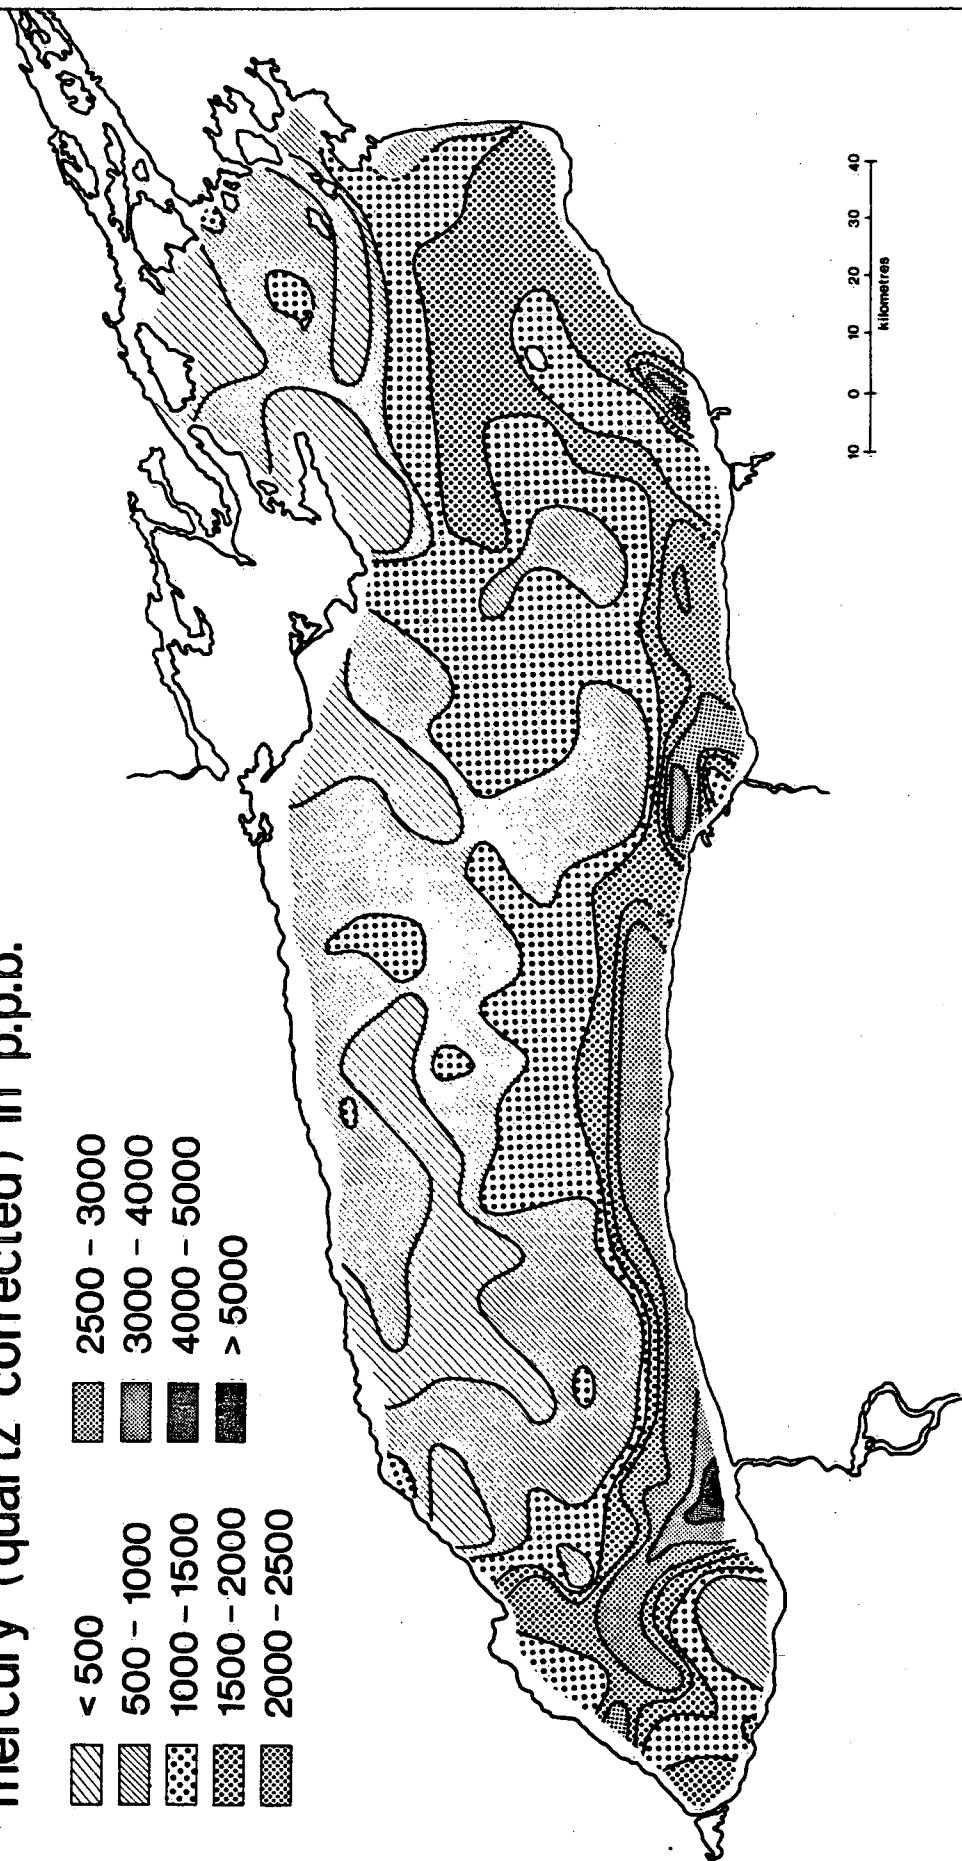 mercury (quartz corrected) in p.p.b.
< 500
500 – 1000
1000 – 1500
1500 – 2000
2000 – 2500
2500 – 3000
3000 – 4000
4000 – 5000
> 5000
10 0 10 20 30 40
kilometres